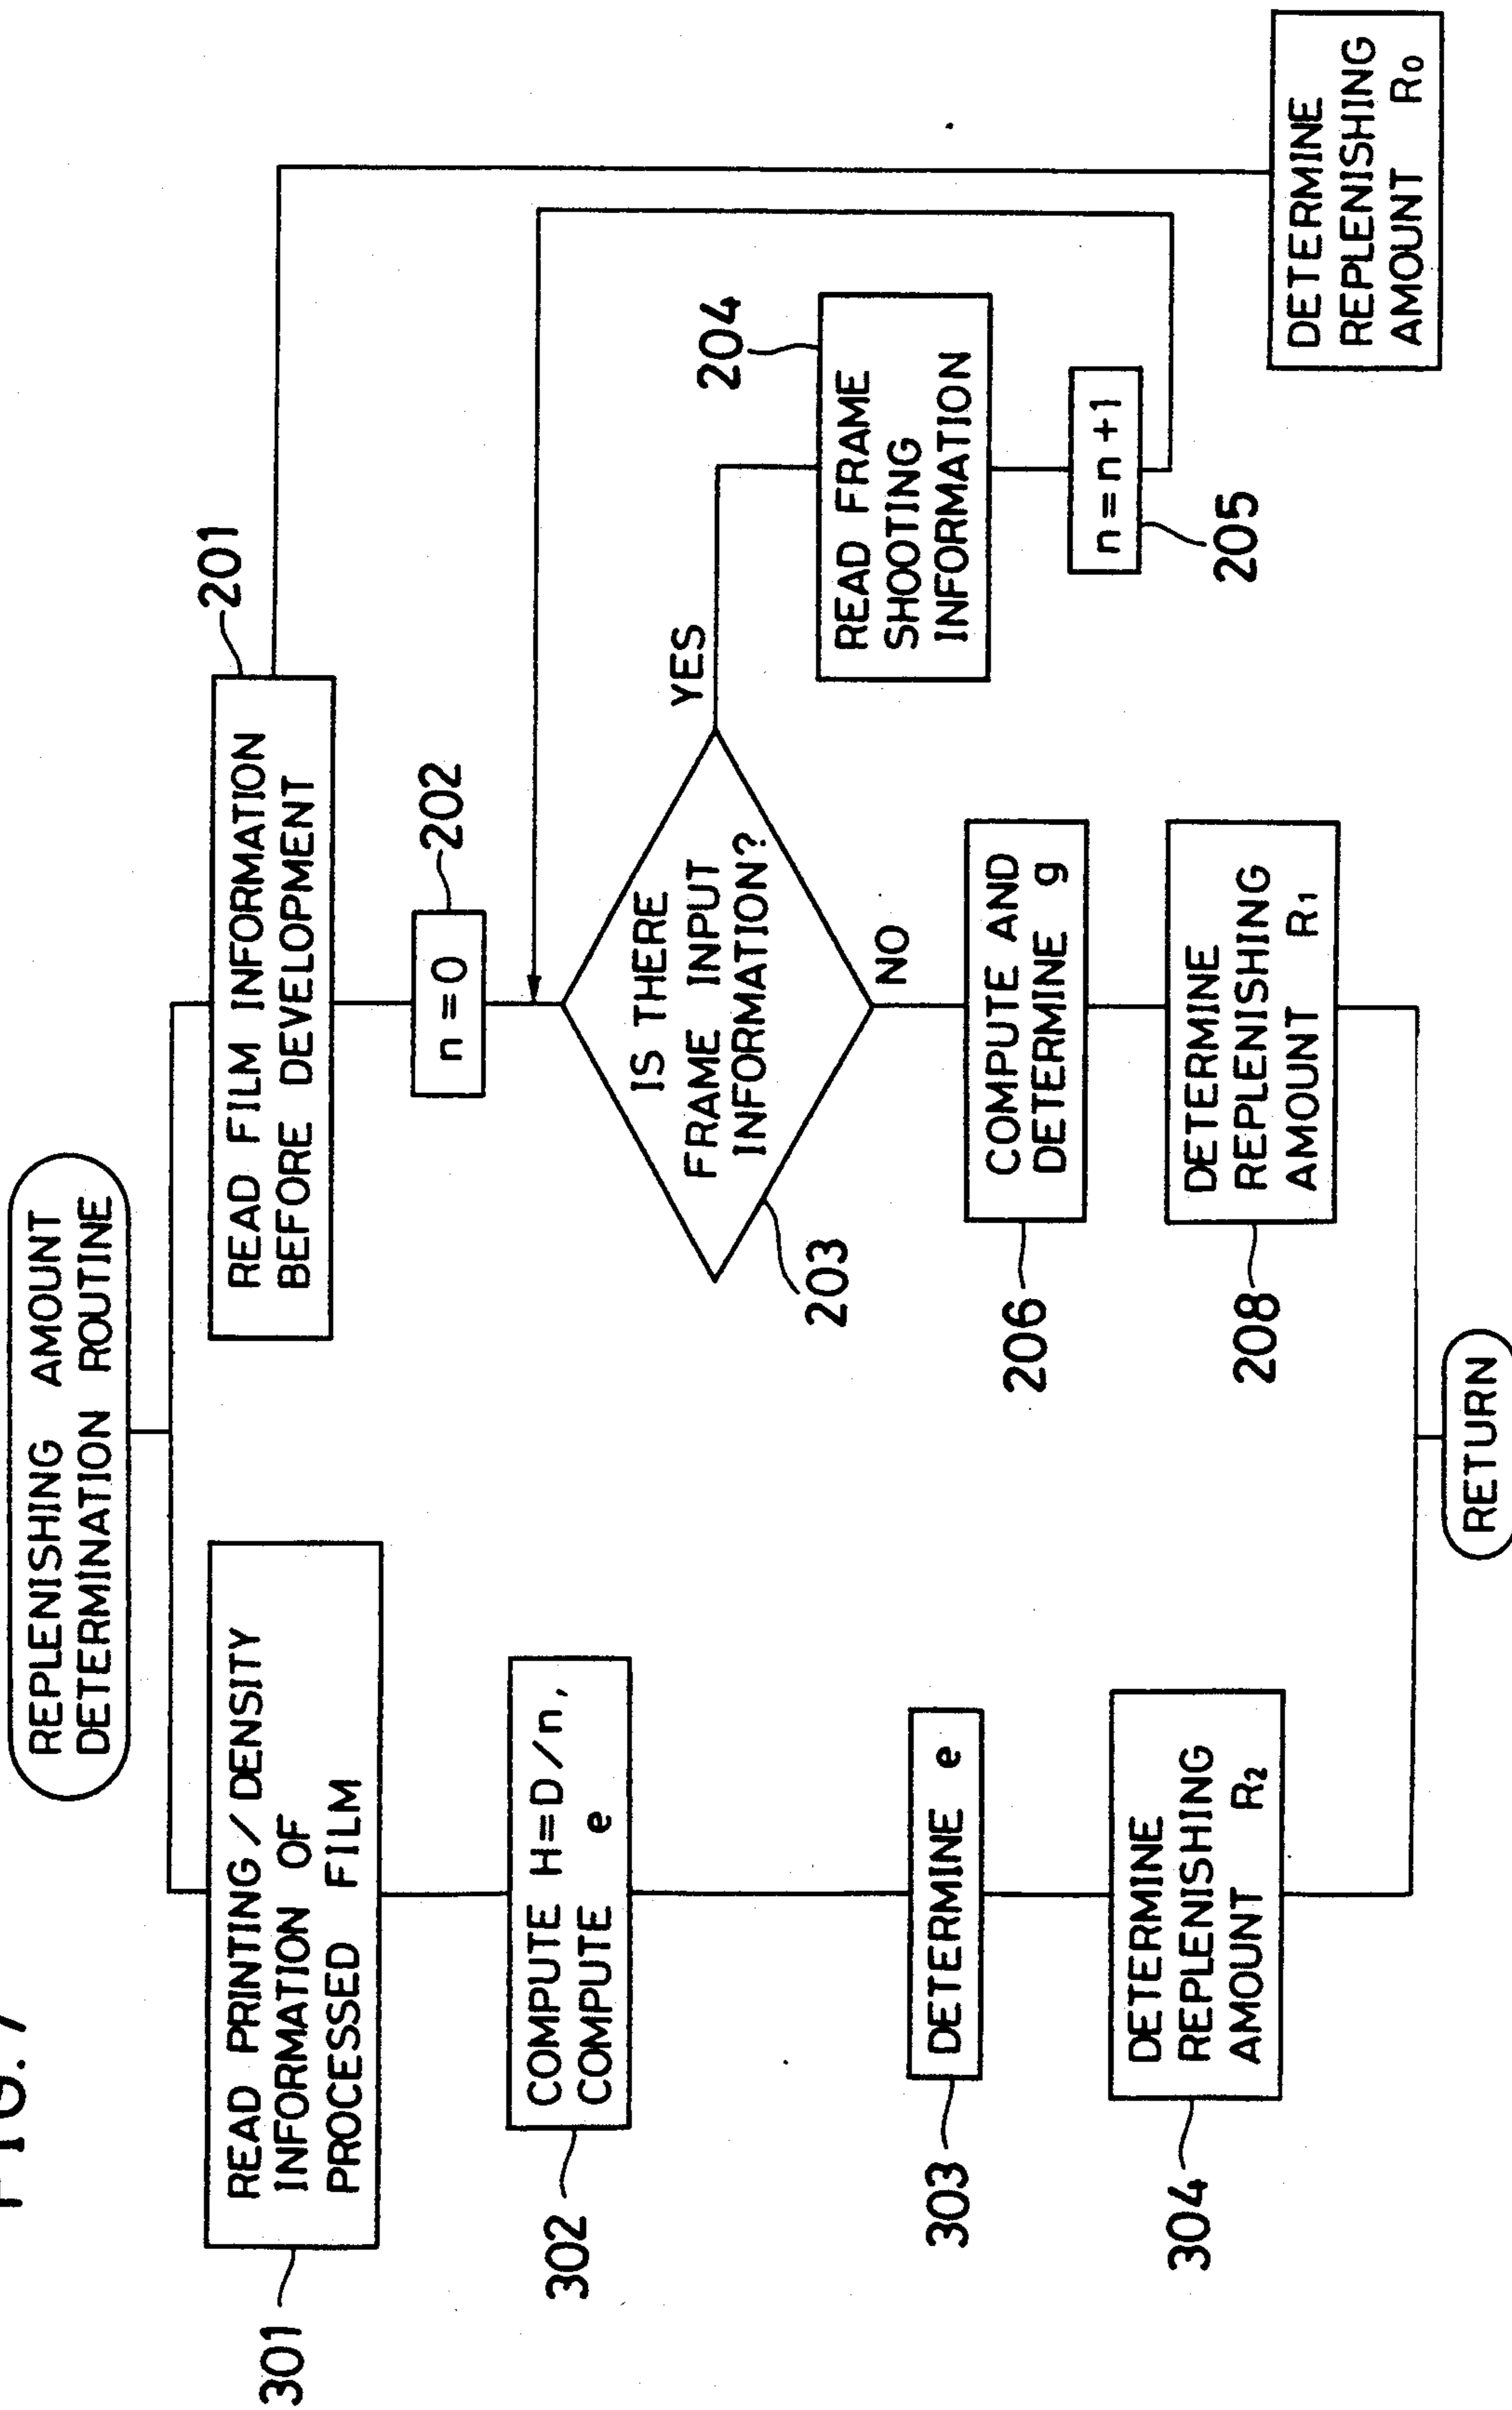 FIG. 7
REPLENISHING AMOUNT
DETERMINATION ROUTINE
READ PRINTING/DENSITY
INFORMATION OF
PROCESSED FILM
301
COMPUTE H=D/n,
COMPUTE e
302
DETERMINE e
303
DETERMINE
REPLENISHING
AMOUNT R2
304
READ FILM INFORMATION
BEFORE DEVELOPMENT
201
n=0
202
IS THERE
FRAME INPUT
INFORMATION?
203
YES
NO
READ FRAME
SHOOTING
INFORMATION
204
n=n+1
205
COMPUTE AND
DETERMINE g
206
DETERMINE
REPLENISHING
AMOUNT R1
208
DETERMINE
REPLENISHING
AMOUNT R0
RETURN